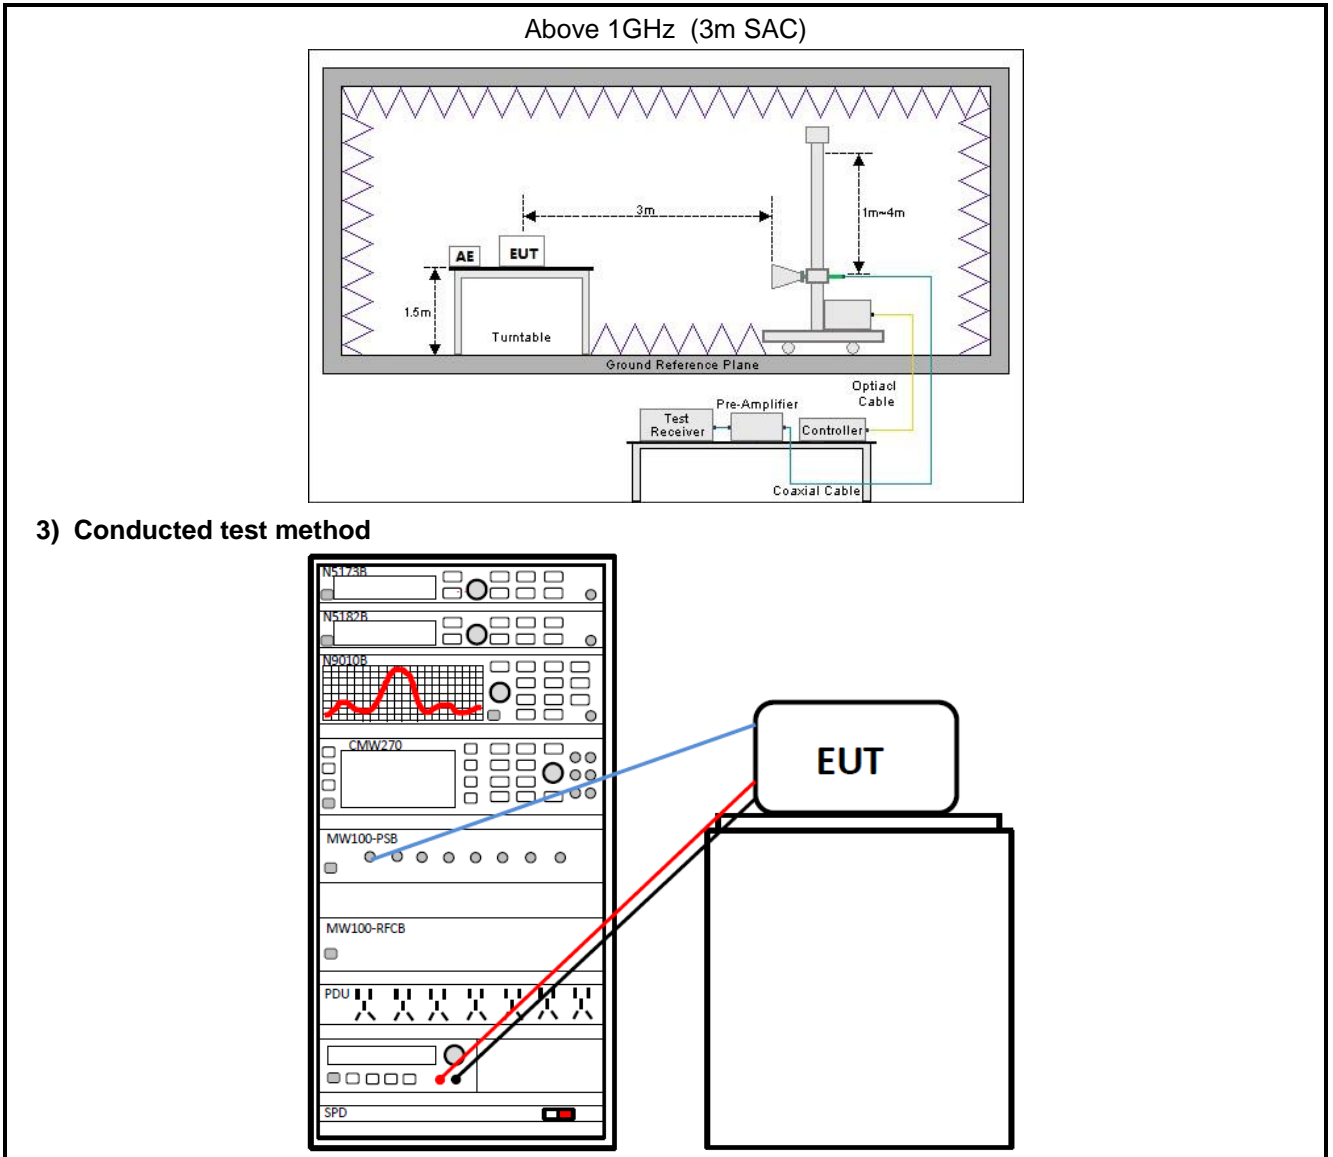 Above 1GHz (3m SAC)
3m
1m~4m
AE
EUT
1.5m
Turntable
Ground Reference Plane
Optiacl
Cable
Pre-Amplifier
Test
Receiver
Controller
Coaxial Cable
3) Conducted test method
N5173B
N5182B
N9010B
CMW270
EUT
MW100-PSB
MW100-RFCB
PDU
SPD